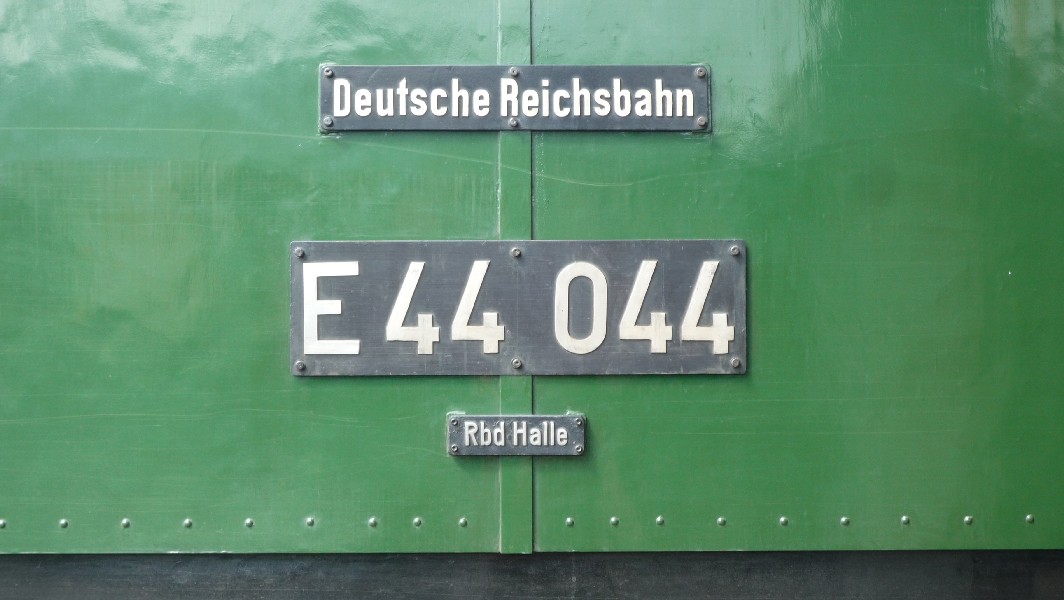 Deutsche Reichsbahn
E 44 044
Rbd Halle